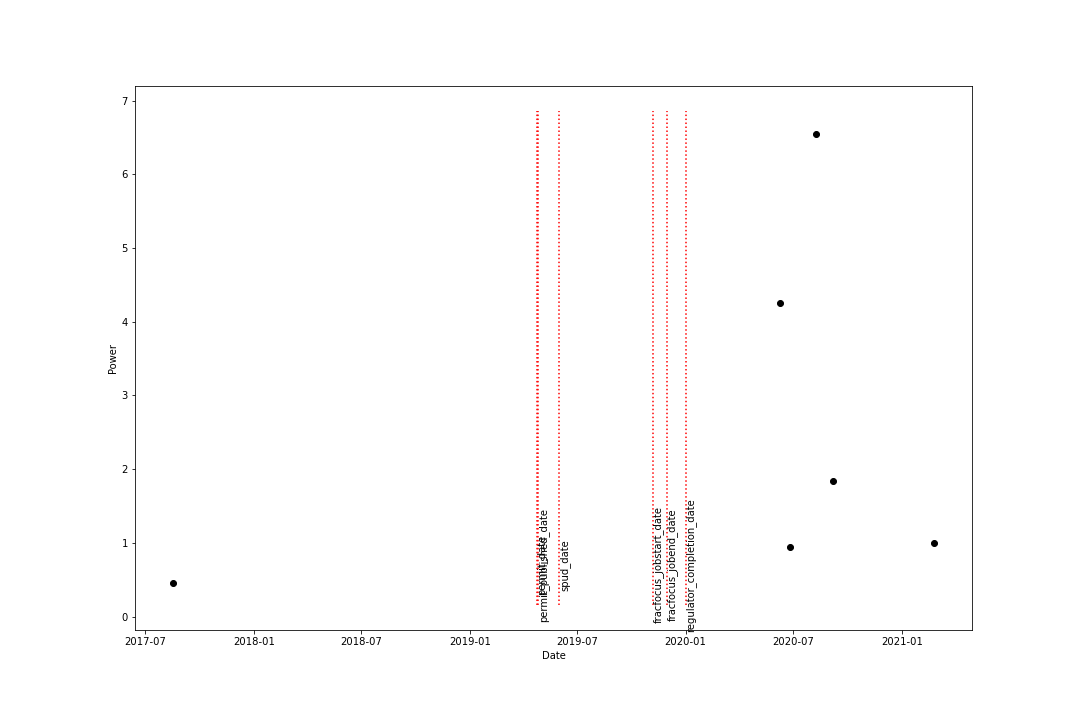 7
6
5
4
3
2
1
0
Power
permit_published_date
spud_date
fracfocus_jobstart_date
fracfocus_jobend_date
regulator_completion_date
2017-07
2018-01
2018-07
2019-01
2019-07
2020-01
2020-07
2021-01
Date